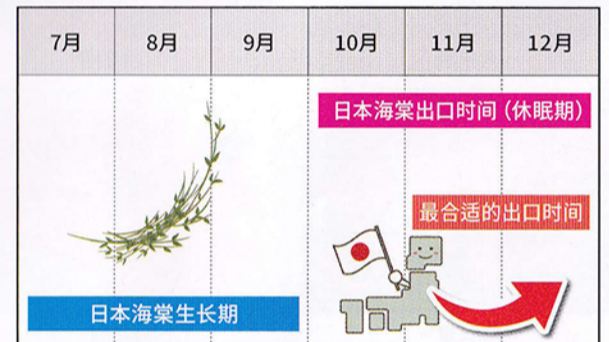 7月 8月 9月 10月 11月 12月
日本海棠出口时间（休眠期）
最合适的出口时间
日本海棠生长期